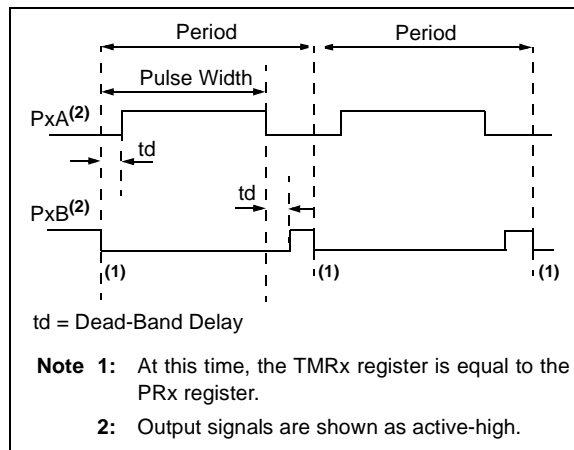 Period Period
Pulse Width
PxA(2)
td
td
PxB(2)
(1) (1) (1)
td = Dead-Band Delay
Note 1: At this time, the TMRx register is equal to the
PRx register.
2: Output signals are shown as active-high.